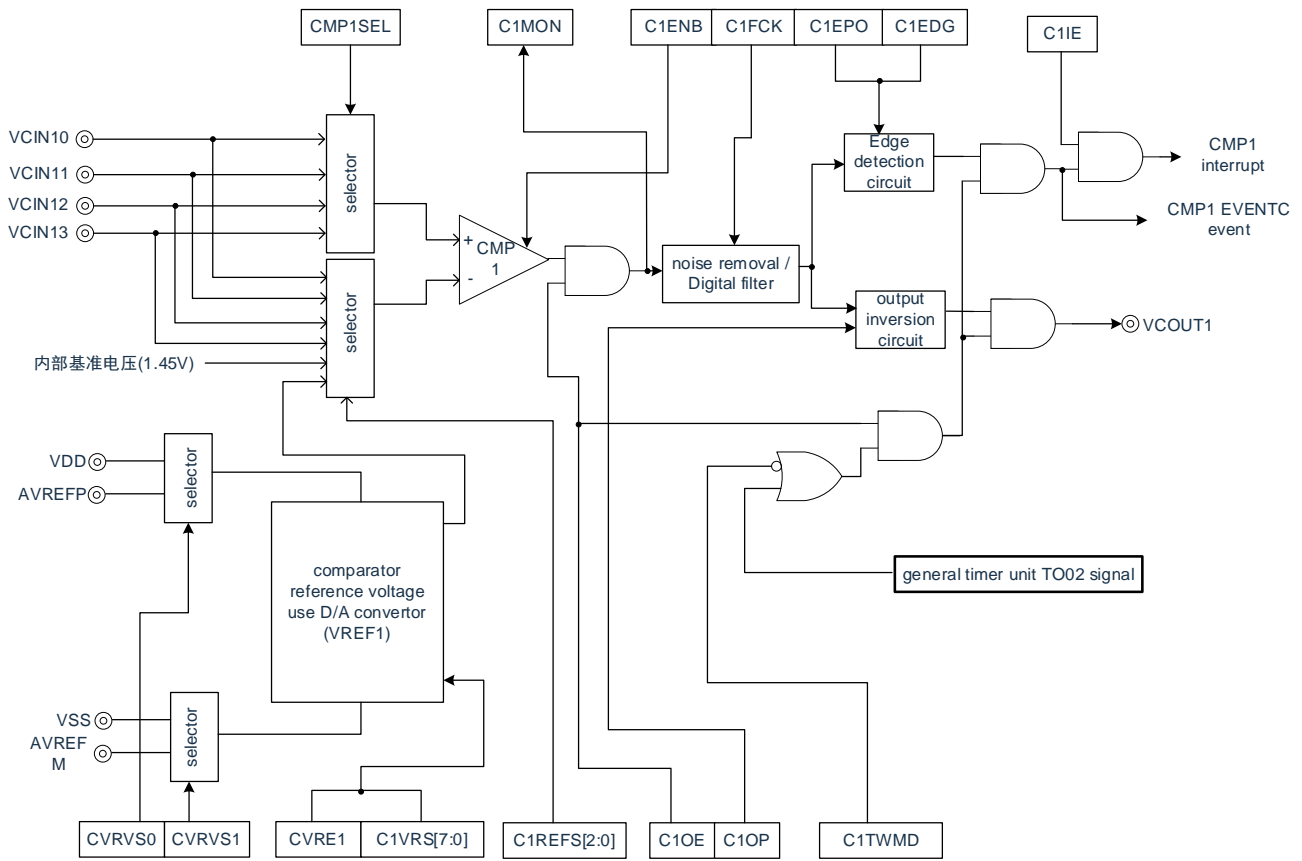 CMP1SEL
C1MON
C1ENB
C1FCK
C1EPO
C1EDG
C1IE
VCIN10
VCIN11
VCIN12
VCIN13
selector
selector
内部基准电压(1.45V)
+
CMP
1
-
noise removal /
Digital filter
Edge
detection
circuit
output
inversion
circuit
CMP1
interrupt
CMP1 EVENTC
event
VCOUT1
VDD
AVREFP
selector
comparator
reference voltage
use D/A convertor
(VREF1)
general timer unit TO02 signal
VSS
AVREF
M
selector
CVRVS0
CVRVS1
CVRE1
C1VRS[7:0]
C1REFS[2:0]
C1OE
C1OP
C1TWMD